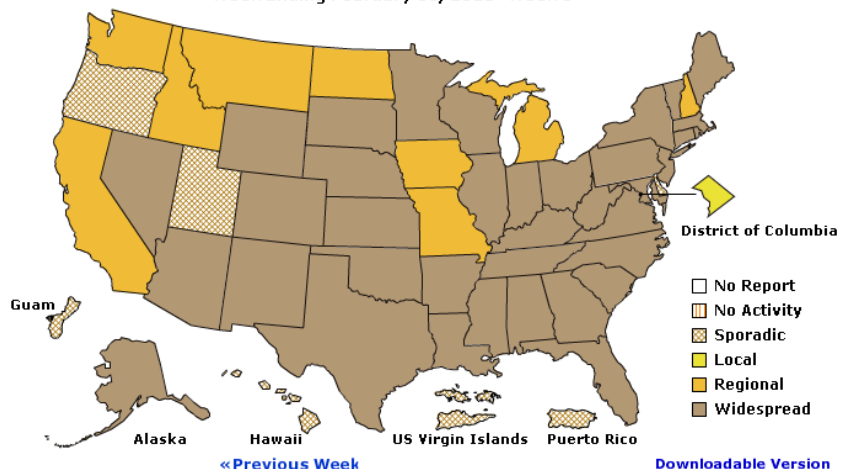 District of Columbia
No Report
No Activity
Sporadic
Local
Regional
Widespread
Guam
Alaska
Hawaii
US Virgin Islands
Puerto Rico
«Previous Week
Downloadable Version